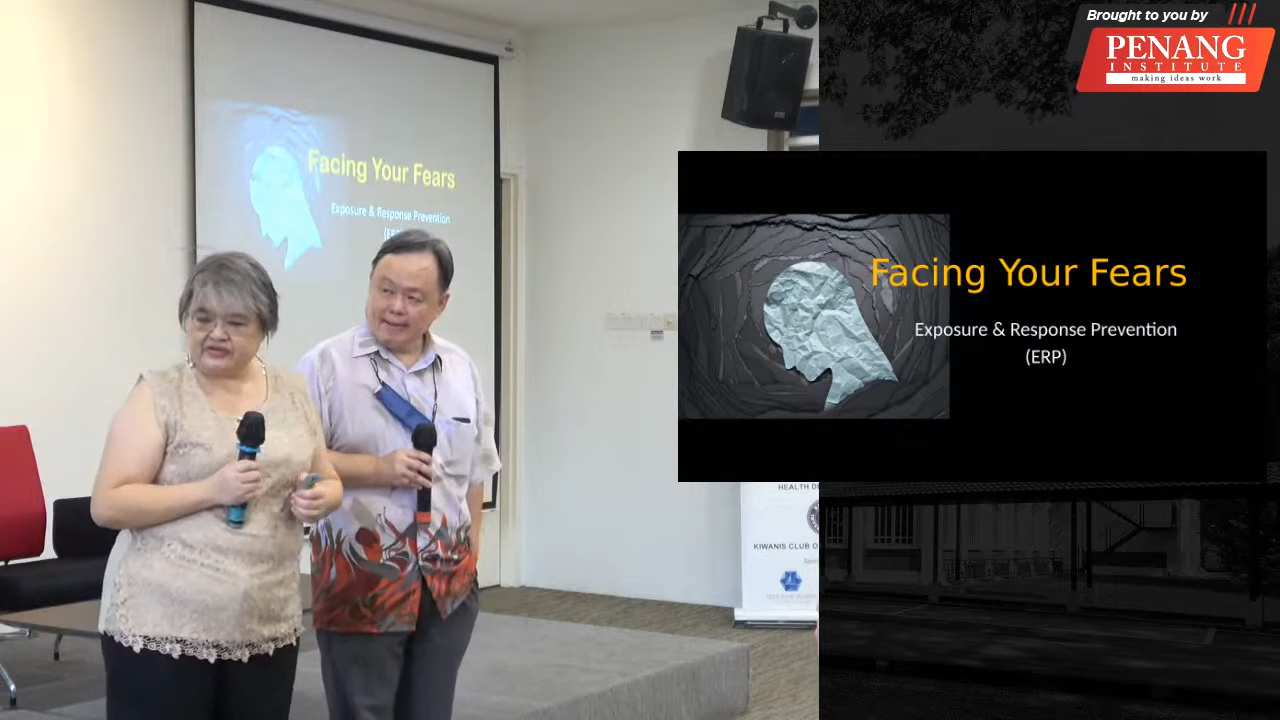 Brought to you by
PENANG
INSTITUTE
making ideas work
Facing Your Fears
Exposure & Response Prevention
Facing Your Fears
Exposure & Response Prevention
(ERP)
HEALTH
KIWANIS CLUB O